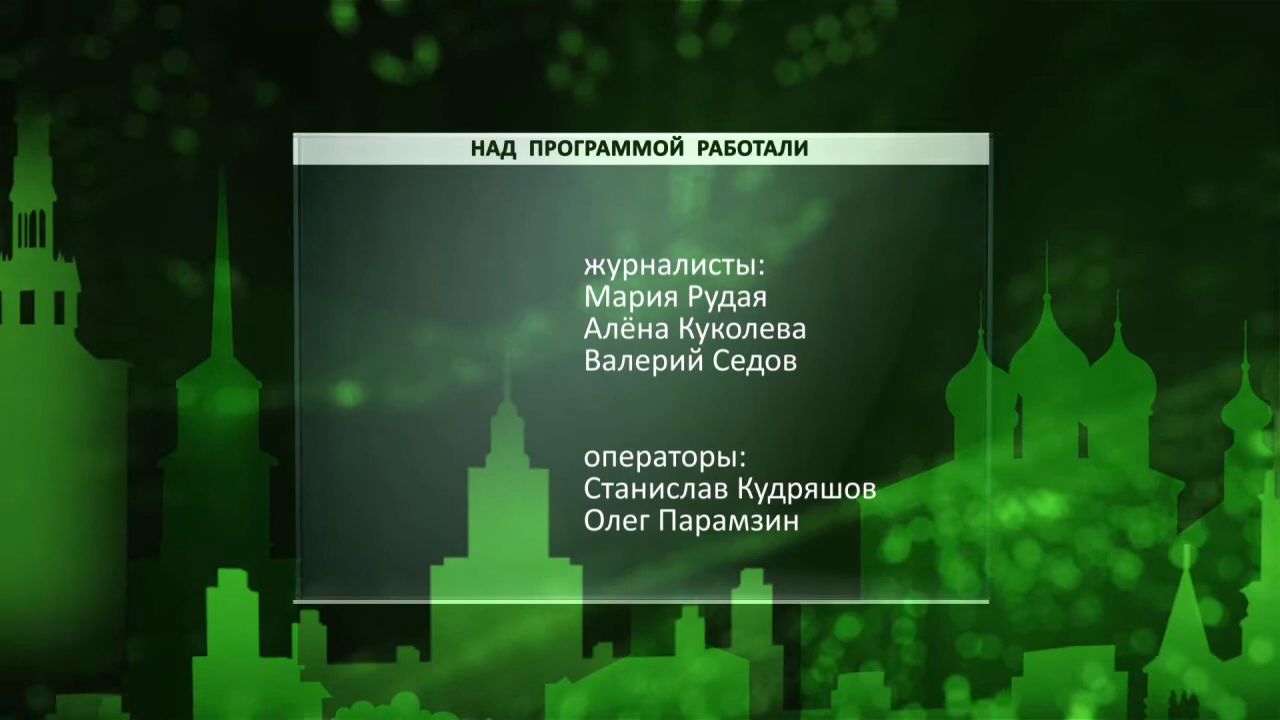 НАД ПРОГРАММОЙ РАБОТАЛИ
журналисты:
Мария Рудая
Алёна Куколева
Валерий Седов
операторы:
Станислав Кудряшов
Олег Парамзин